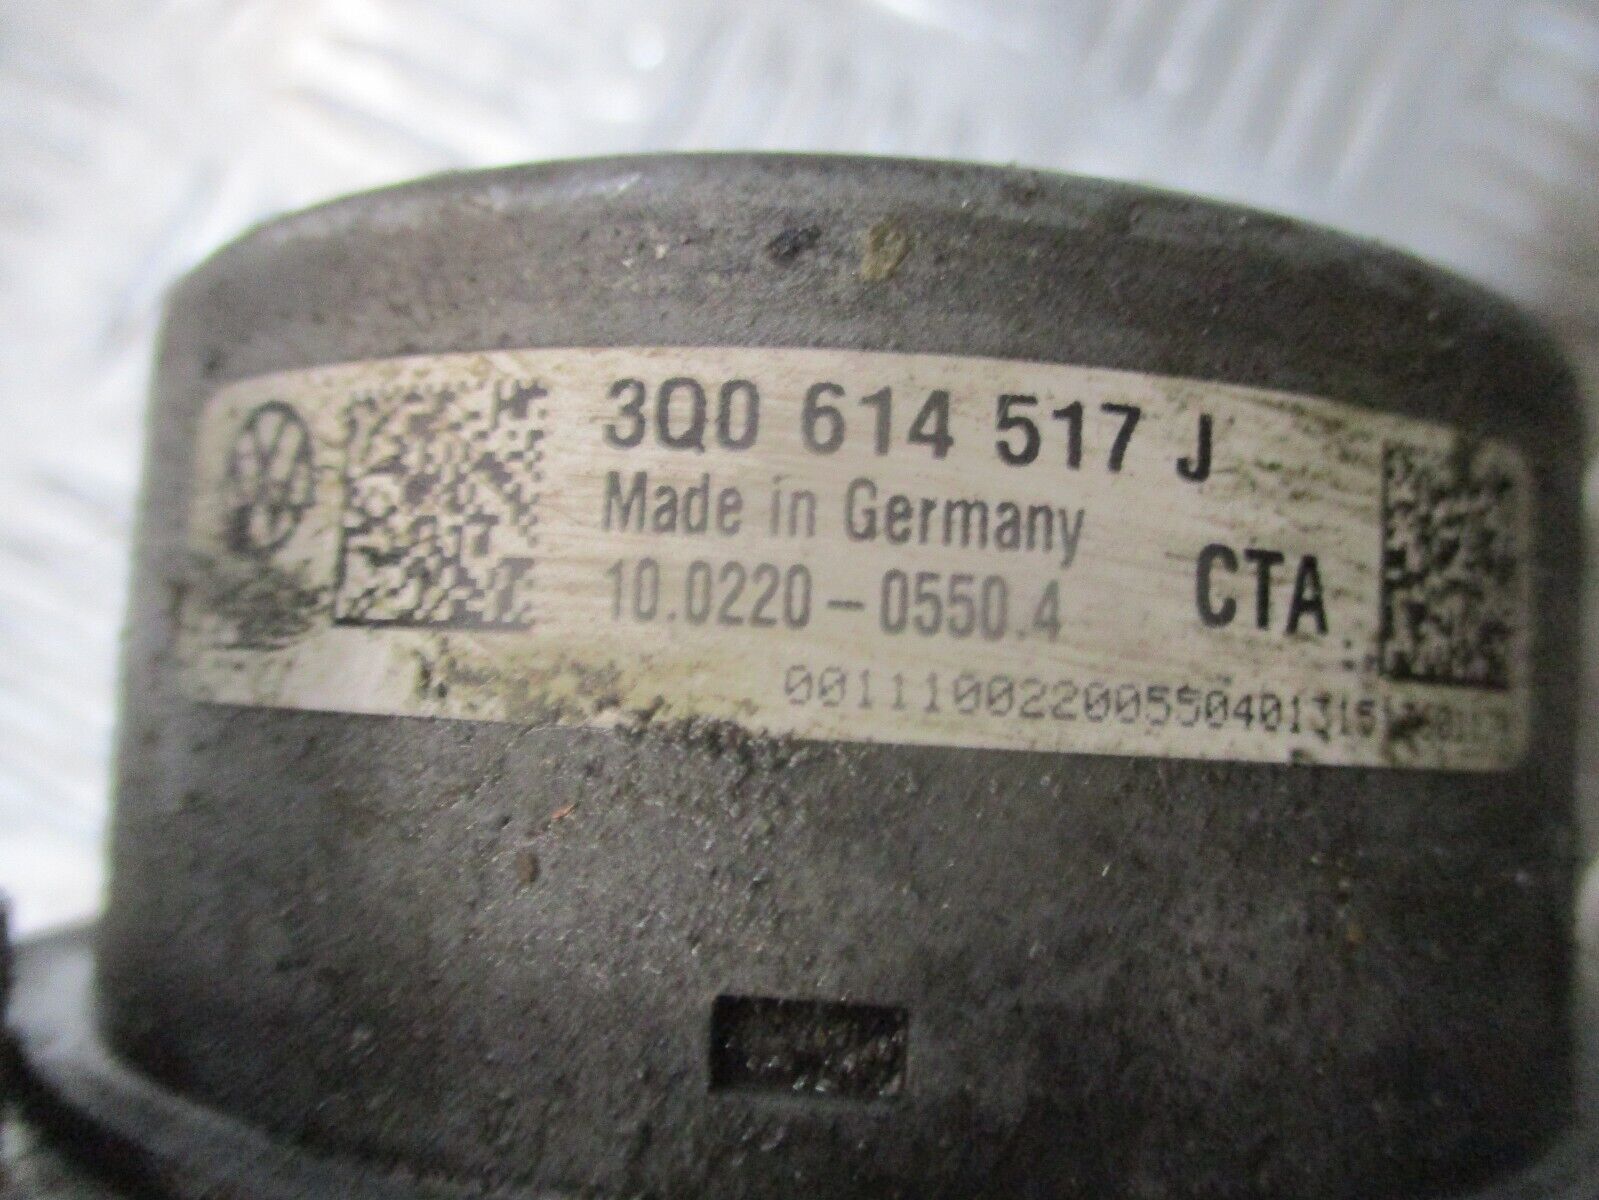 3Q0 614 517 J
Made in Germany
10.0220-0550.4
CTA